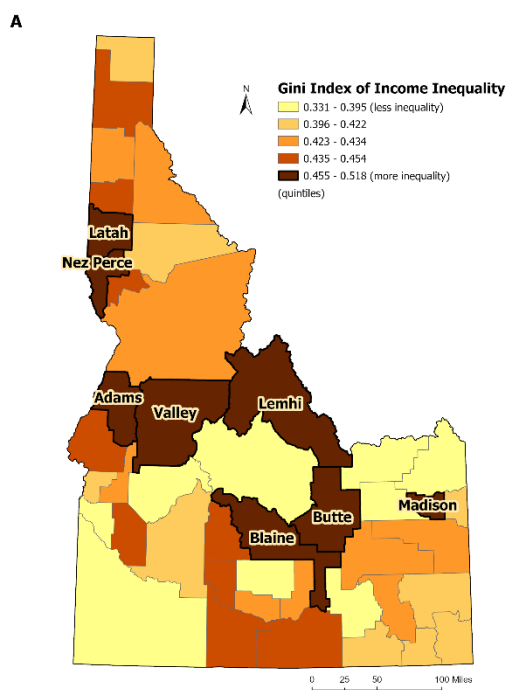 A
N
Gini Index of Income Inequality
0.331 - 0.395 (less inequality)
0.396 - 0.422
0.423 - 0.434
0.435 - 0.454
0.455 - 0.518 (more inequality)
(quintiles)
Latah
Nez Perce
Adams
Valley
Lemhi
Madison
Butte
Blaine
0 25 50 100 Miles